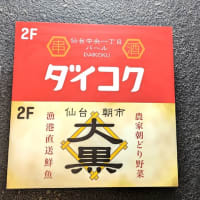 2F
仙台中央一丁目
バール
DAIKOKU
串
酒
ダイコク
2F
仙台 朝市
大黒
農家朝どり野菜
漁港直送鮮魚